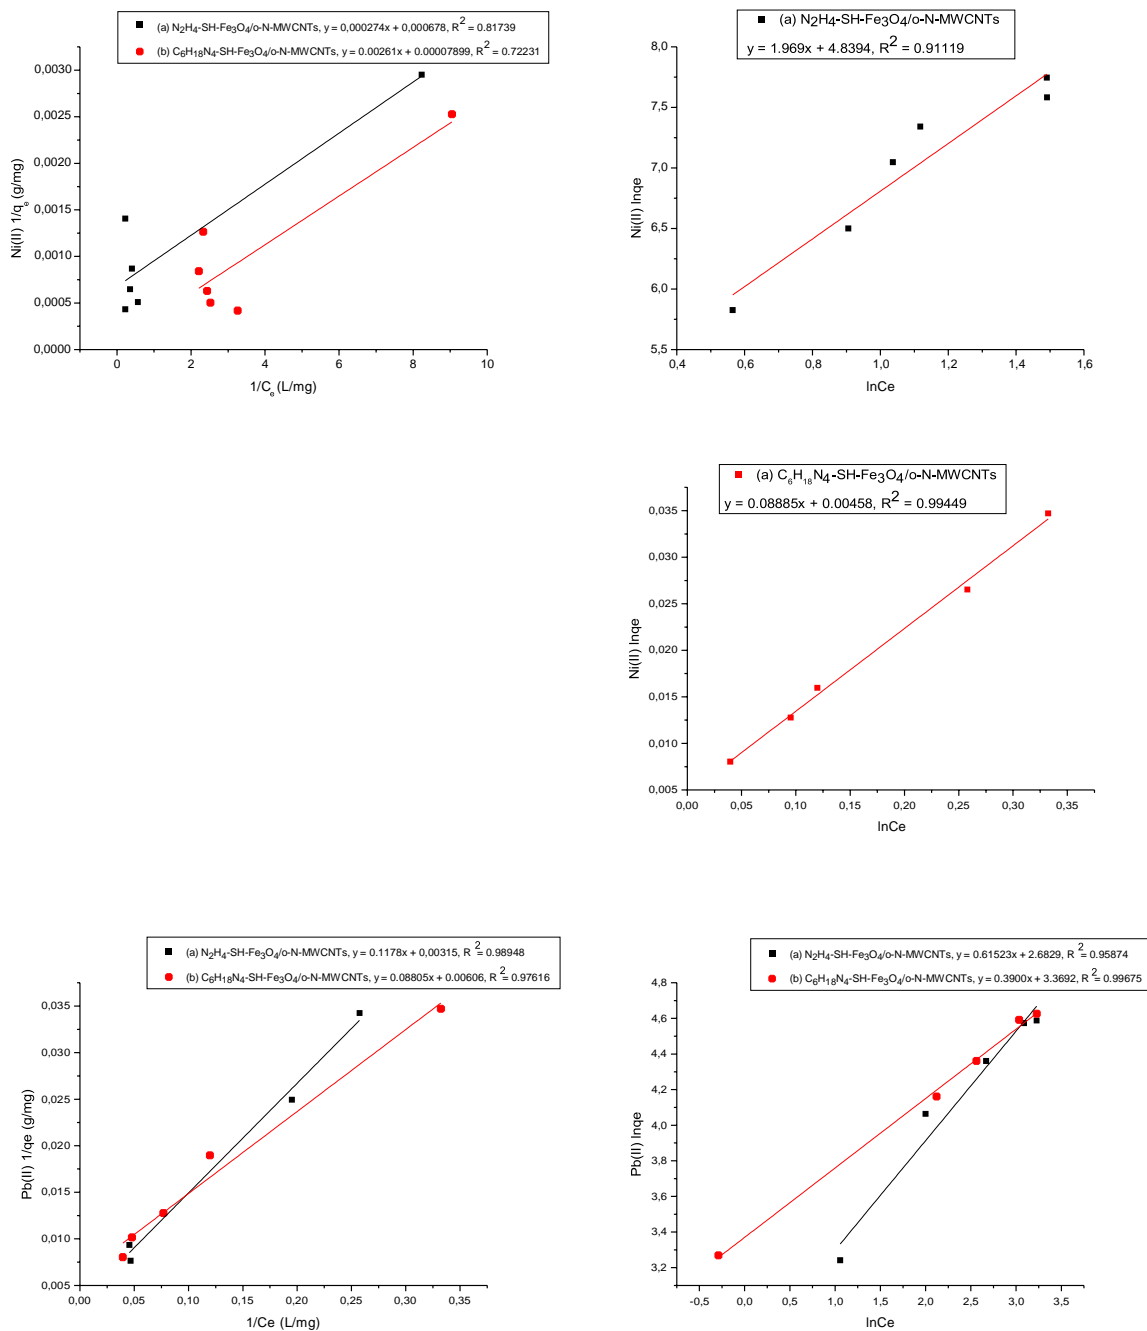 (a) N2H4-SH-Fe3O4/o-N-MWCNTs, y = 0,000274x + 0,000678, R2 = 0.81739
(b) C6H18N4-SH-Fe3O4/o-N-MWCNTs, y = 0.00261x + 0.00007899, R2 = 0.72231
Ni(II) 1/qe (g/mg)
0,0030
0,0025
0,0020
0,0015
0,0010
0,0005
0,0000
0 2 4 6 8 10
1/Ce (L/mg)
(a) N2H4-SH-Fe3O4/o-N-MWCNTs
y = 1.969x + 4.8394, R2 = 0.91119
Ni(II) lnqe
8,0
7,5
7,0
6,5
6,0
5,5
0,4 0,6 0,8 1,0 1,2 1,4 1,6
lnCe
(a) C6H18N4-SH-Fe3O4/o-N-MWCNTs
y = 0.08885x + 0.00458, R2 = 0.99449
Ni(II) lnqe
0,035
0,030
0,025
0,020
0,015
0,010
0,005
0,00 0,05 0,10 0,15 0,20 0,25 0,30 0,35
lnCe
(a) N2H4-SH-Fe3O4/o-N-MWCNTs, y = 0.1178x + 0,00315, R2 = 0.98948
(b) C6H18N4-SH-Fe3O4/o-N-MWCNTs, y = 0.08805x + 0.00606, R2 = 0.97616
Pb(II) 1/qe (g/mg)
0,035
0,030
0,025
0,020
0,015
0,010
0,005
0,00 0,05 0,10 0,15 0,20 0,25 0,30 0,35
1/Ce (L/mg)
(a) N2H4-SH-Fe3O4/o-N-MWCNTs, y = 0.61523x + 2.6829, R2 = 0.95874
(b) C6H18N4-SH-Fe3O4/o-N-MWCNTs, y = 0.3900x + 3.3692, R2 = 0.99675
Pb(II) lnqe
4,8
4,6
4,4
4,2
4,0
3,8
3,6
3,4
3,2
-0,5 0,0 0,5 1,0 1,5 2,0 2,5 3,0 3,5
lnCe